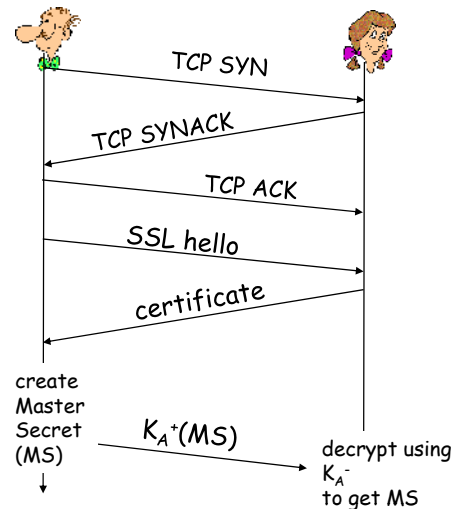 TCP SYN
TCP SYNACK
TCP ACK
SSL hello
certificate
create
Master
Secret
(MS)
K_A⁺(MS)
decrypt using
K_A⁻
to get MS